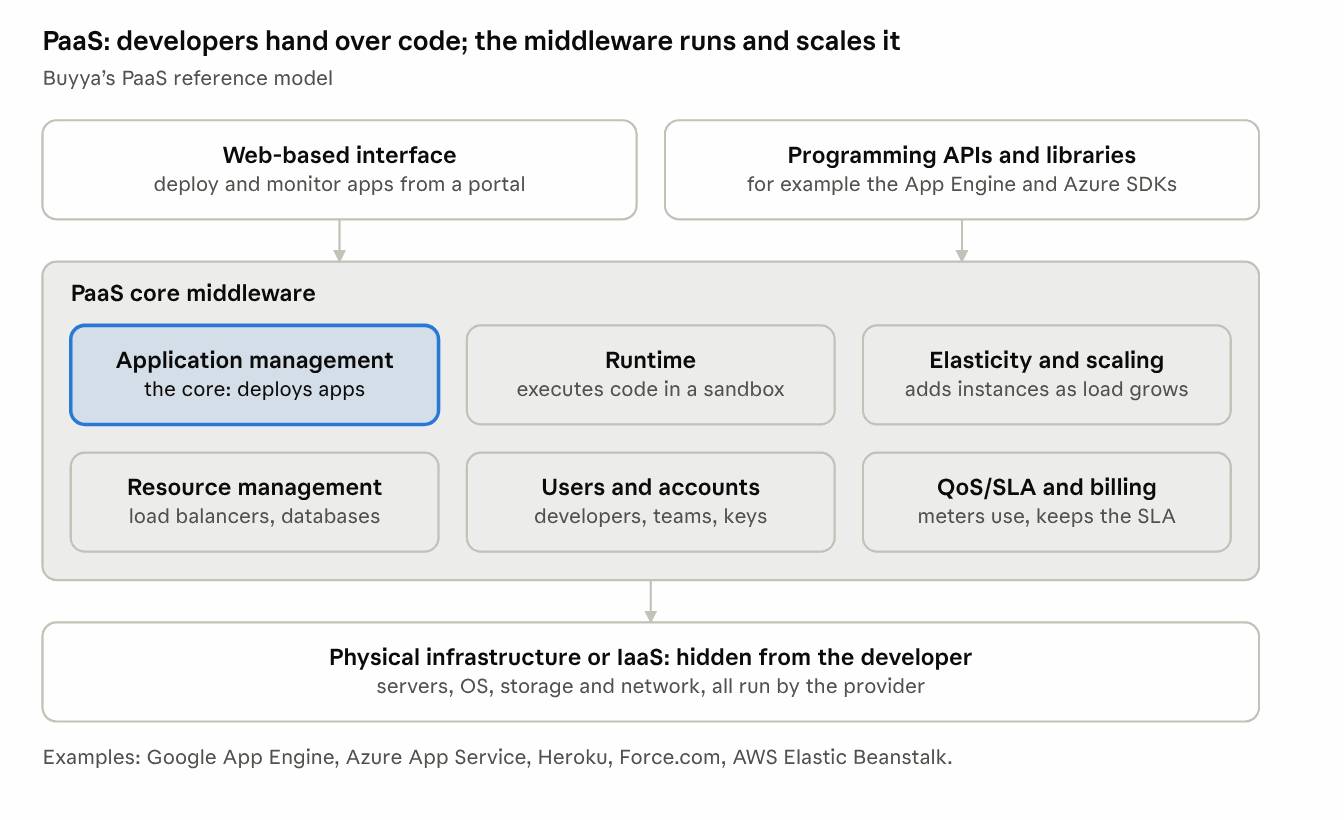 PaaS: developers hand over code; the middleware runs and scales it
Buyya’s PaaS reference model
Web-based interface
deploy and monitor apps from a portal
Programming APIs and libraries
for example the App Engine and Azure SDKs
PaaS core middleware
Application management
the core: deploys apps
Runtime
executes code in a sandbox
Elasticity and scaling
adds instances as load grows
Resource management
load balancers, databases
Users and accounts
developers, teams, keys
QoS/SLA and billing
meters use, keeps the SLA
Physical infrastructure or IaaS: hidden from the developer
servers, OS, storage and network, all run by the provider
Examples: Google App Engine, Azure App Service, Heroku, Force.com, AWS Elastic Beanstalk.